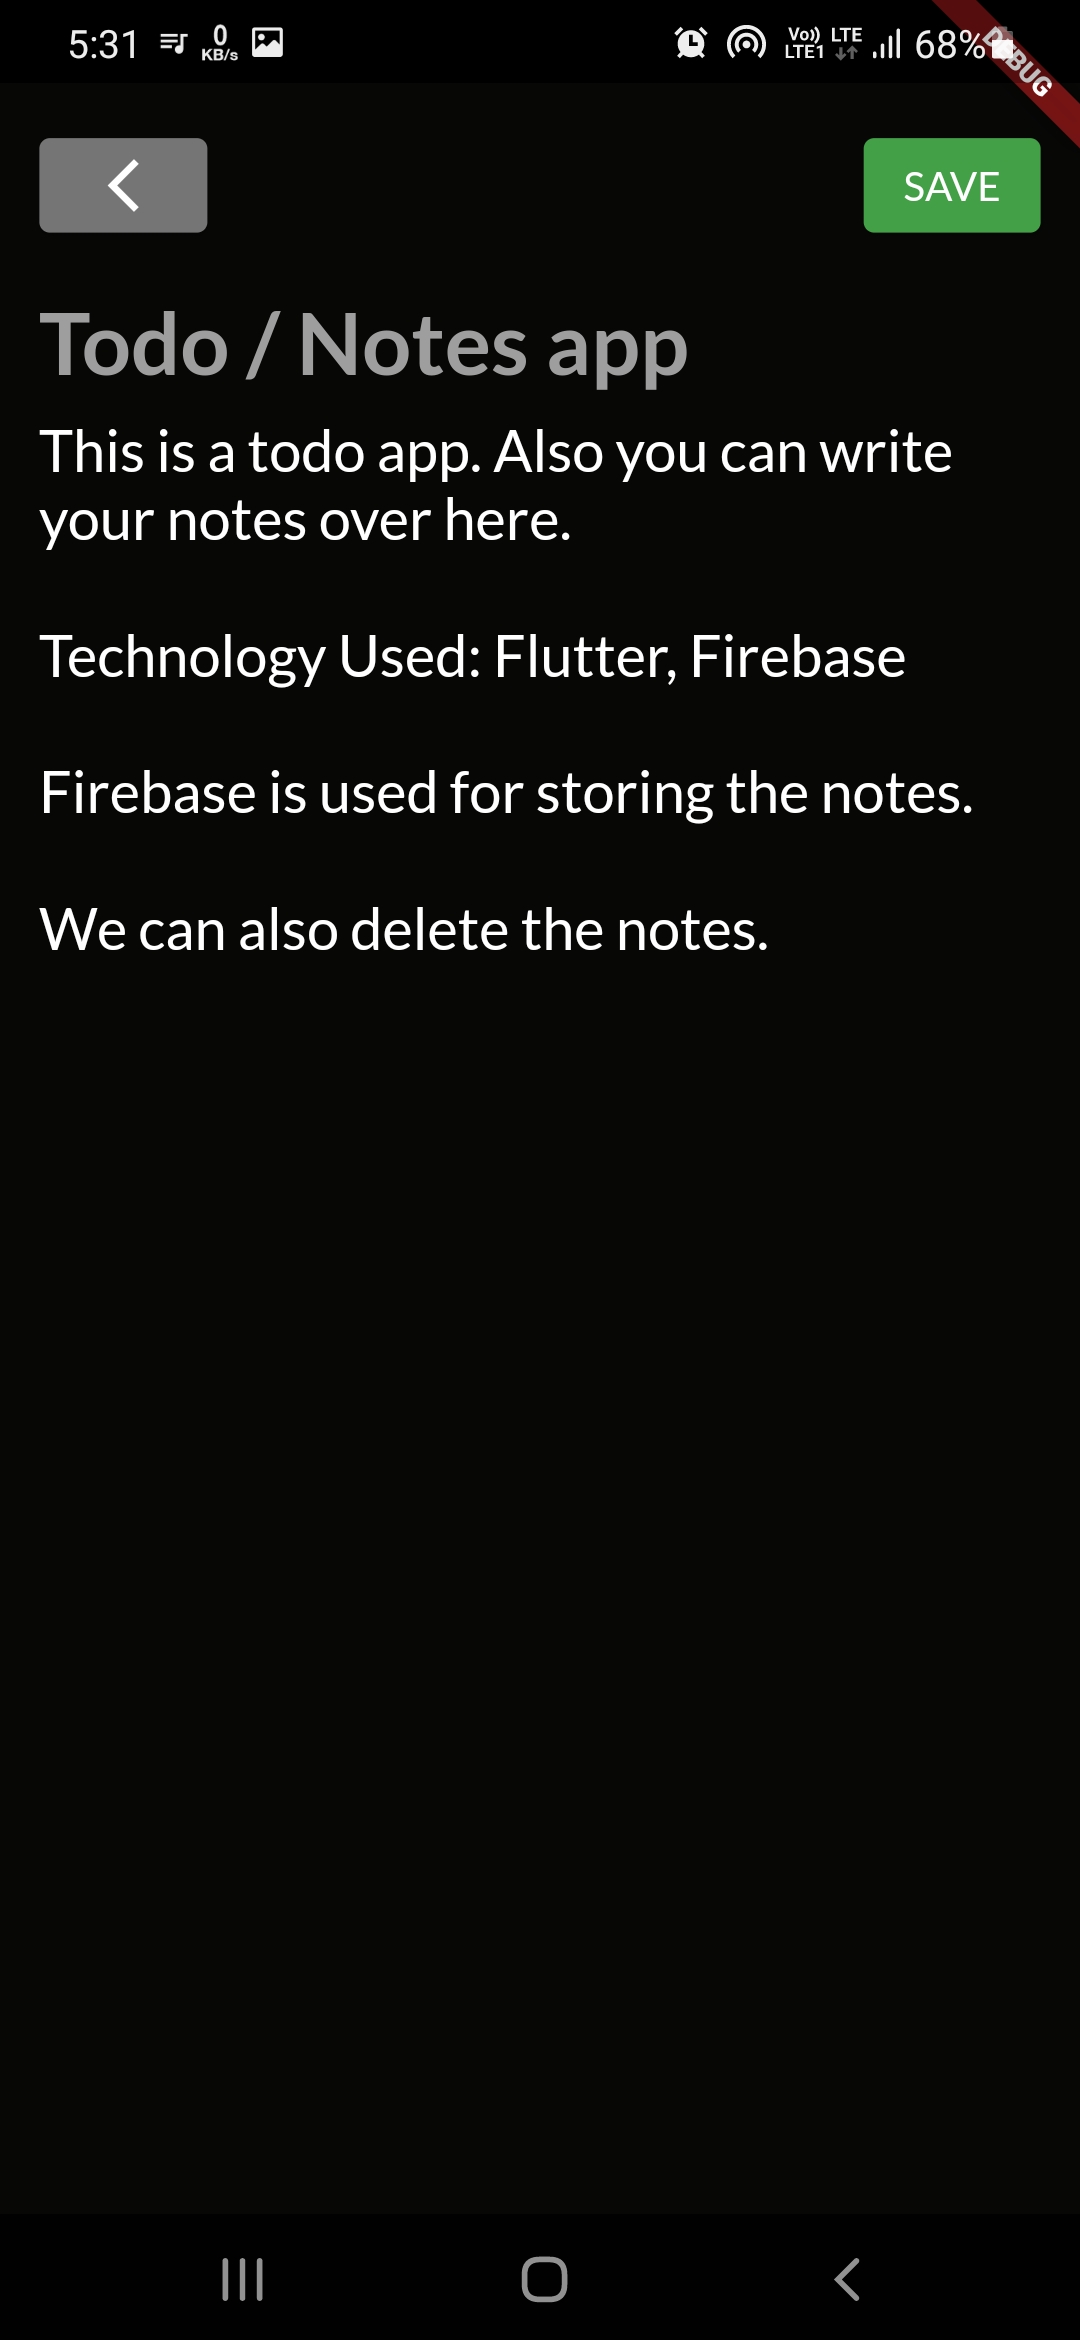 5:31 0 KB/s Vo)) LTE1 LTE 68%
DEBUG
SAVE
Todo / Notes app
This is a todo app. Also you can write
your notes over here.
Technology Used: Flutter, Firebase
Firebase is used for storing the notes.
We can also delete the notes.